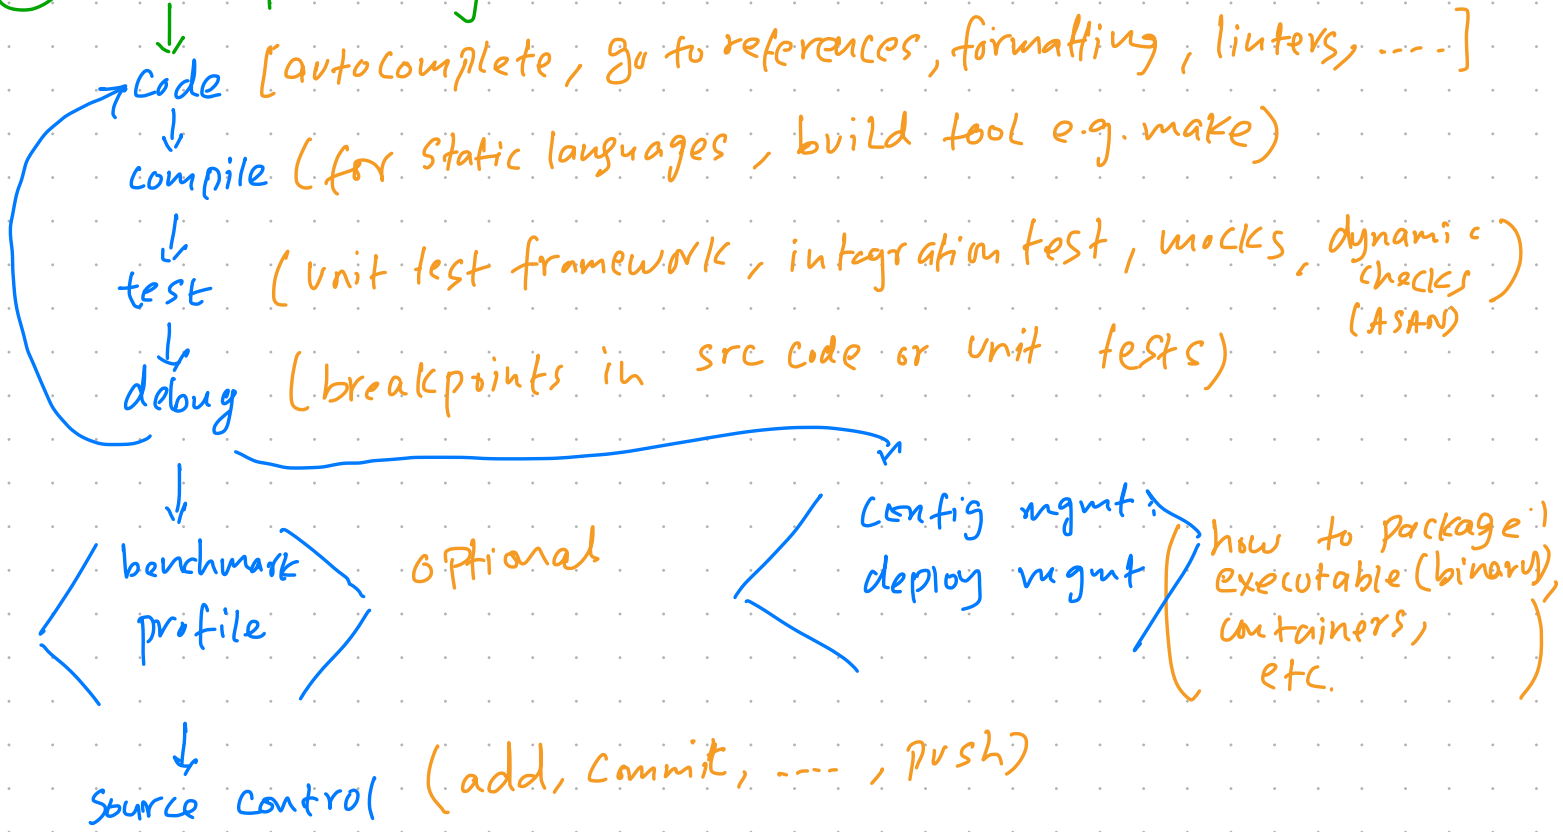 code [autocomplete, go to references, formatting, linters, ....]
compile (for static languages, build tool e.g. make)
test (unit test framework, integration test, mocks, dynamic
checks
(ASAN)
)
debug (breakpoints in src code or unit tests)
benchmark
profile
optional
config mgmt:
deploy mgmt
(how to package:
executable (binary),
containers,
etc.)
source control (add, commit, ...., push)